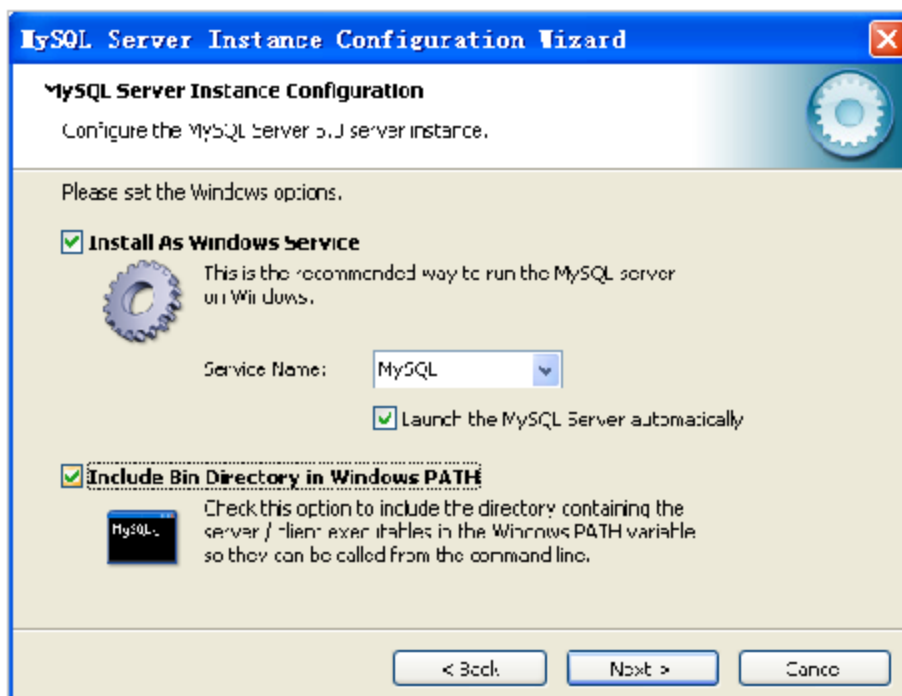 MySQL Server Instance Configuration Wizard
MySQL Server Instance Configuration
Configure the MySQL Server 5.0 server instance.
Please set the Windows options.
Install As Windows Service
This is the recommended way to run the MySQL server
on Windows.
Service Name:
MySQL
Launch the MySQL Server automatically
Include Bin Directory in Windows PATH
Check this option to include the directory containing the
server / client executables in the Windows PATH variable
so they can be called from the command line.
MySQL
< Back
Next >
Cancel